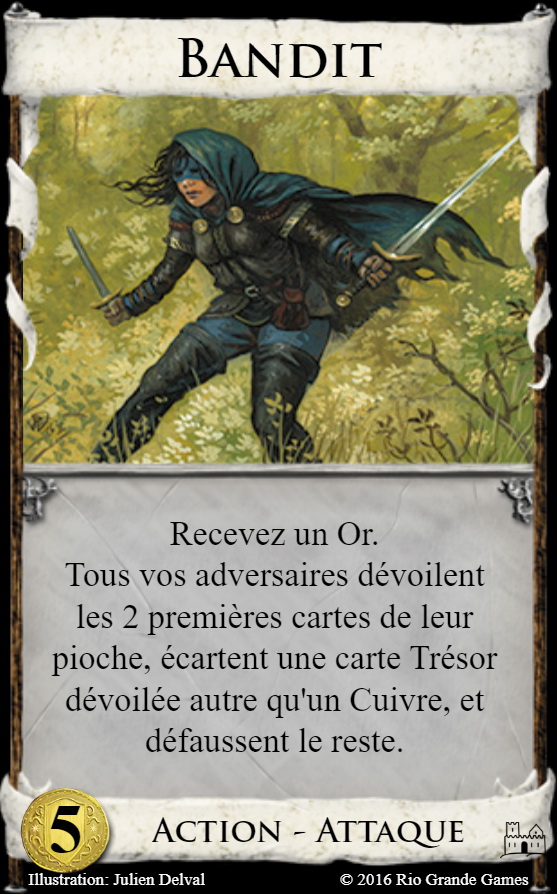 Bandit
Recevez un Or.
Tous vos adversaires dévoilent
les 2 premières cartes de leur
pioche, écartent une carte Trésor
dévoilée autre qu'un Cuivre, et
défaussent le reste.
5
Action - Attaque
Illustration: Julien Delval
© 2016 Rio Grande Games